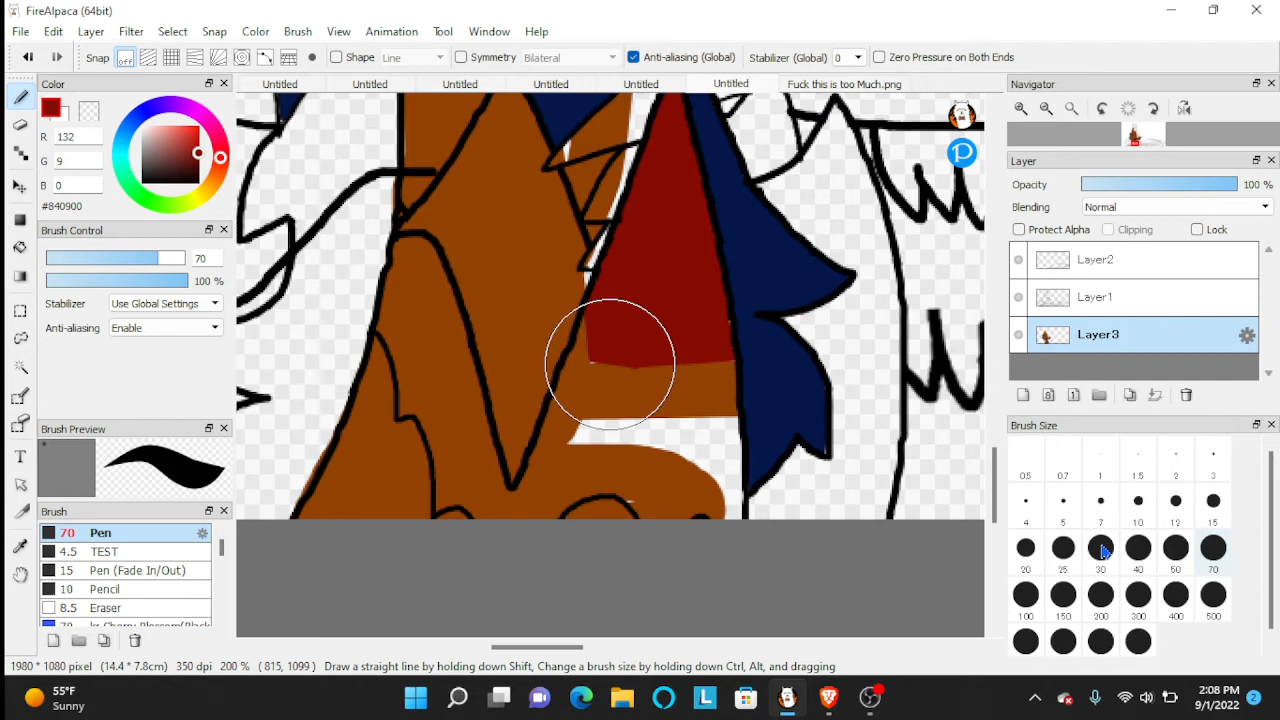 FireAlpaca (64bit)
File Edit Layer Filter Select Snap Color Brush View Animation Tool Window Help
Snap off Shape Line Symmetry Bilateral Anti-aliasing (Global) Stabilizer (Global) 0 Zero Pressure on Both Ends
Color Untitled Untitled Untitled Untitled Untitled Untitled Fuck this is too Much.png Navigator
R 132
G 9
B 0
#840900
Layer
Opacity 100 %
Blending Normal
Protect Alpha Clipping Lock
Layer2
Layer1
Layer3
Brush Control
70
100 %
Stabilizer Use Global Settings
Anti-aliasing Enable
Brush Preview
Brush
70 Pen
4.5 TEST
15 Pen (Fade In/Out)
10 Pencil
8.5 Eraser
Brush Size
0.5 0.7 1 1.5 2 3
4 5 7 10 12 15
20 25 30 40 50 70
100 150 200 300 400 500
1980 * 1080 pixel (14.4 * 7.8cm) 350 dpi 200 % ( 815, 1099 ) Draw a straight line by holding down Shift, Change a brush size by holding down Ctrl, Alt, and dragging
55°F
Sunny
2:08 PM
9/1/2022
2